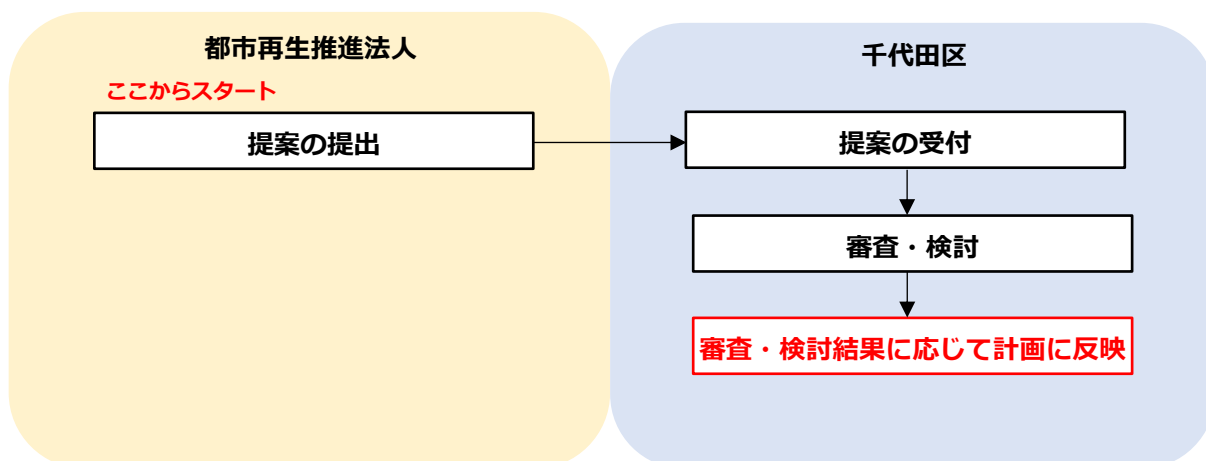 都市再生推進法人
ここからスタート
提案の提出
千代田区
提案の受付
審査・検討
審査・検討結果に応じて計画に反映